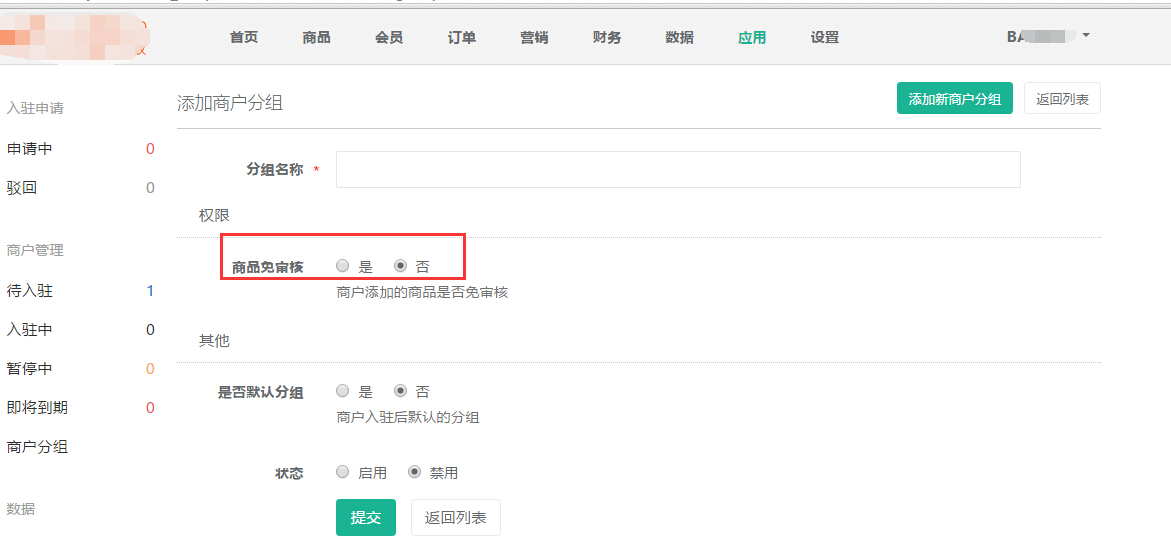 首页 商品 会员 订单 营销 财务 数据 应用 设置
入驻申请
申请中 0
驳回 0
商户管理
待入驻 1
入驻中 0
暂停中 0
即将到期 0
商户分组
数据
添加商户分组 添加新商户分组 返回列表
分组名称 *
权限
商品免审核 是 否
商户添加的商品是否免审核
其他
是否默认分组 是 否
商户入驻后默认的分组
状态 启用 禁用
提交 返回列表